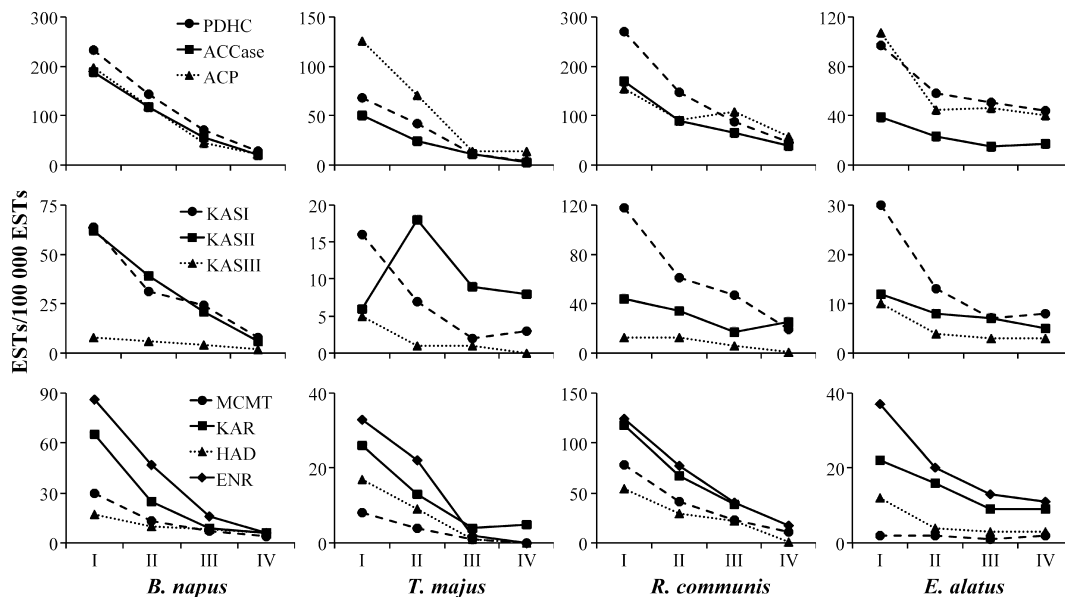 300
200
100
0
PDHC
ACCase
ACP
150
100
50
0
300
200
100
0
120
80
40
0
ESTs/100 000 ESTs
75
50
25
0
KASI
KASII
KASIII
20
15
10
5
0
120
80
40
0
30
20
10
0
90
60
30
0
MCMT
KAR
HAD
ENR
40
20
0
150
100
50
0
40
20
0
I II III IV
I II III IV
I II III IV
I II III IV
B. napus
T. majus
R. communis
E. alatus